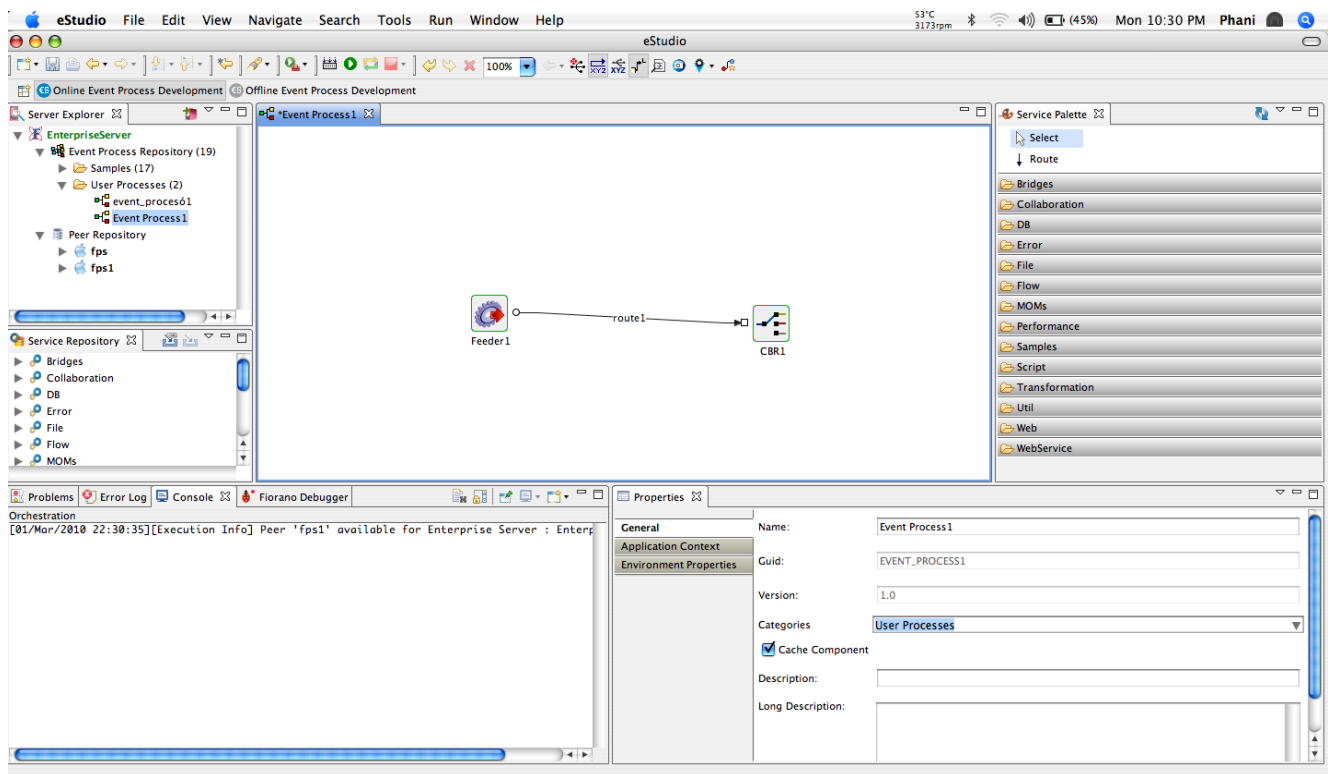 eStudio File Edit View Navigate Search Tools Run Window Help 53°C 3173rpm (45%) Mon 10:30 PM Phani
eStudio
100% XYZ XYZ
Online Event Process Development Offline Event Process Development
Server Explorer
EnterpriseServer
Event Process Repository (19)
Samples (17)
User Processes (2)
event_procesó1
Event Process1
Peer Repository
fps
fps1
Service Repository
Bridges
Collaboration
DB
Error
File
Flow
MOMs
*Event Process1
Feeder1
route1
CBR1
Service Palette
Select
Route
Bridges
Collaboration
DB
Error
File
Flow
MOMs
Performance
Samples
Script
Transformation
Util
Web
WebService
Problems Error Log Console Fiorano Debugger
Orchestration
[01/Mar/2010 22:30:35][Execution Info] Peer 'fps1' available for Enterprise Server : Enterp
Properties
General
Application Context
Environment Properties
Name: Event Process1
Guid: EVENT_PROCESS1
Version: 1.0
Categories User Processes
Cache Component
Description:
Long Description: